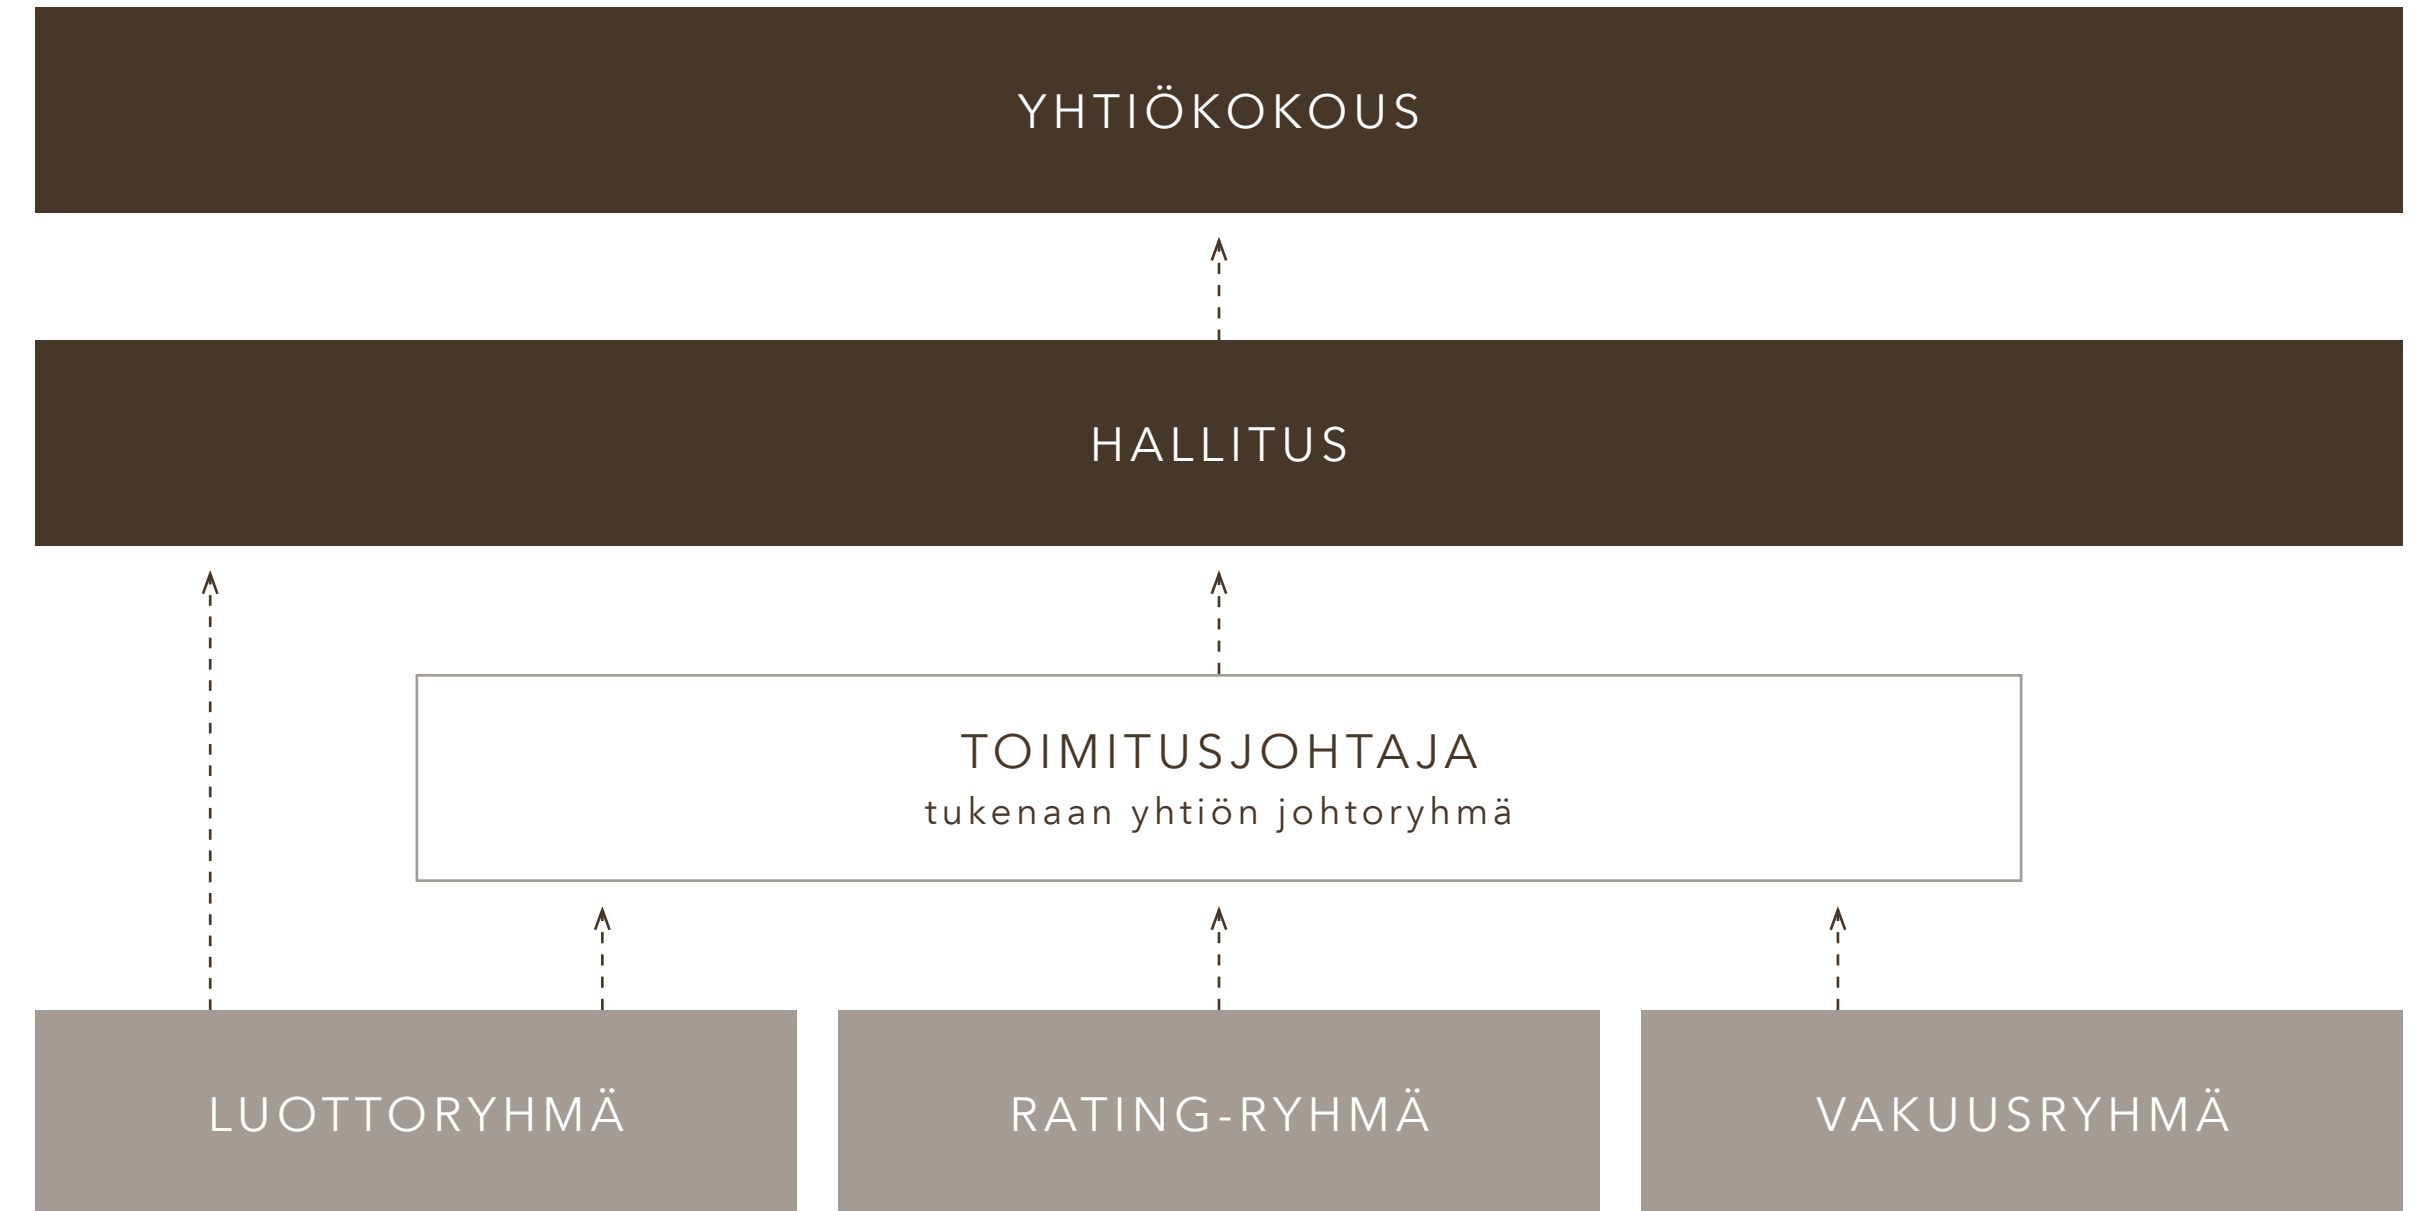 YHTIÖKOKOUS
HALLITUS
TOIMITUSJOHTAJA
tukenaan yhtiön johtoryhmä
LUOTTORYHMÄ
RATING-RYHMÄ
VAKUUSRYHMÄ